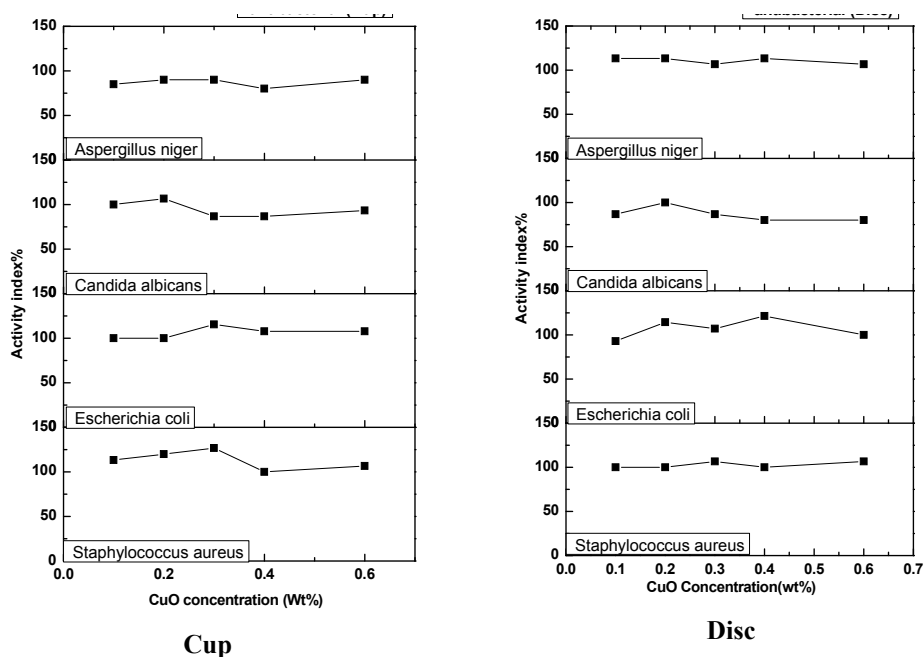 150
100
50
Aspergillus niger
150
100
50
Candida albicans
150
100
50
Escherichia coli
150
100
50
Staphylococcus aureus
0
0.0 0.2 0.4 0.6
Activity index%
CuO concentration (Wt%)
Cup
150
100
50
Aspergillus niger
150
100
50
Candida albicans
150
100
50
Escherichia coli
150
100
50
Staphylococcus aureus
0
0.0 0.1 0.2 0.3 0.4 0.5 0.6 0.7
Activity index%
CuO Concentration(wt%)
Disc